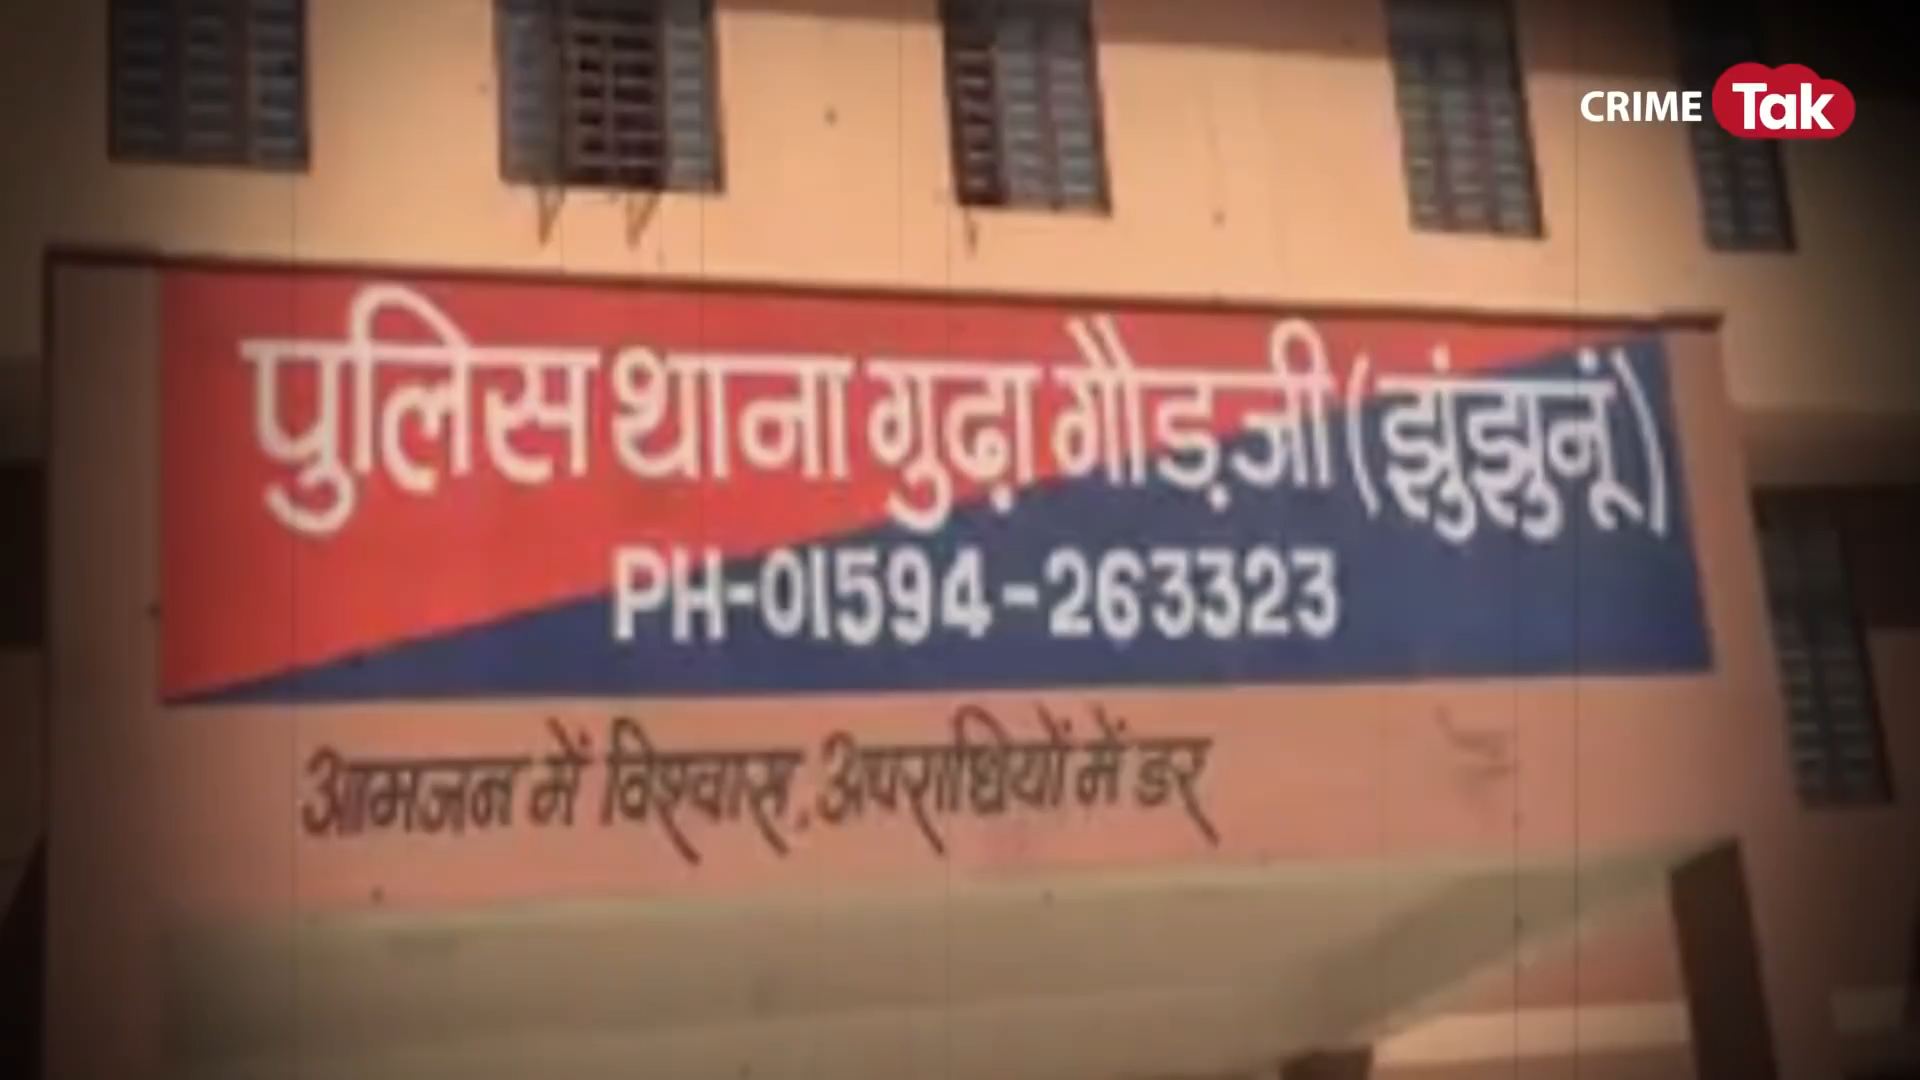 CRIME Tak
पुलिस थाना गुढ़ा गौड़जी (झुंझुनूं)
PH-01594-263323
आमजन में विश्वास, अपराधियों में डर